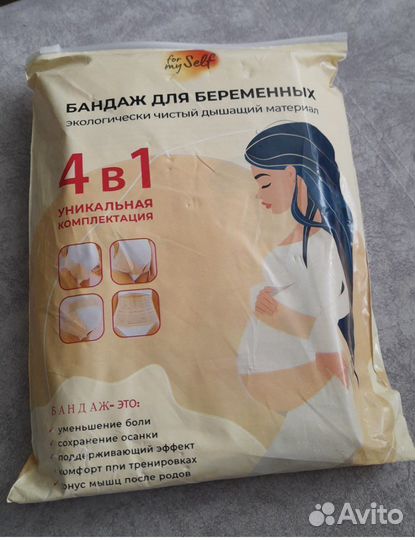 for
my Self
БАНДАЖ ДЛЯ БЕРЕМЕННЫХ
экологически чистый дышащий материал
4 в 1
УНИКАЛЬНАЯ
КОМПЛЕКТАЦИЯ
БАНДАЖ- ЭТО:
уменьшение боли
сохранение осанки
поддерживающий эффект
комфорт при тренировках
онус мышц после родов
Avito